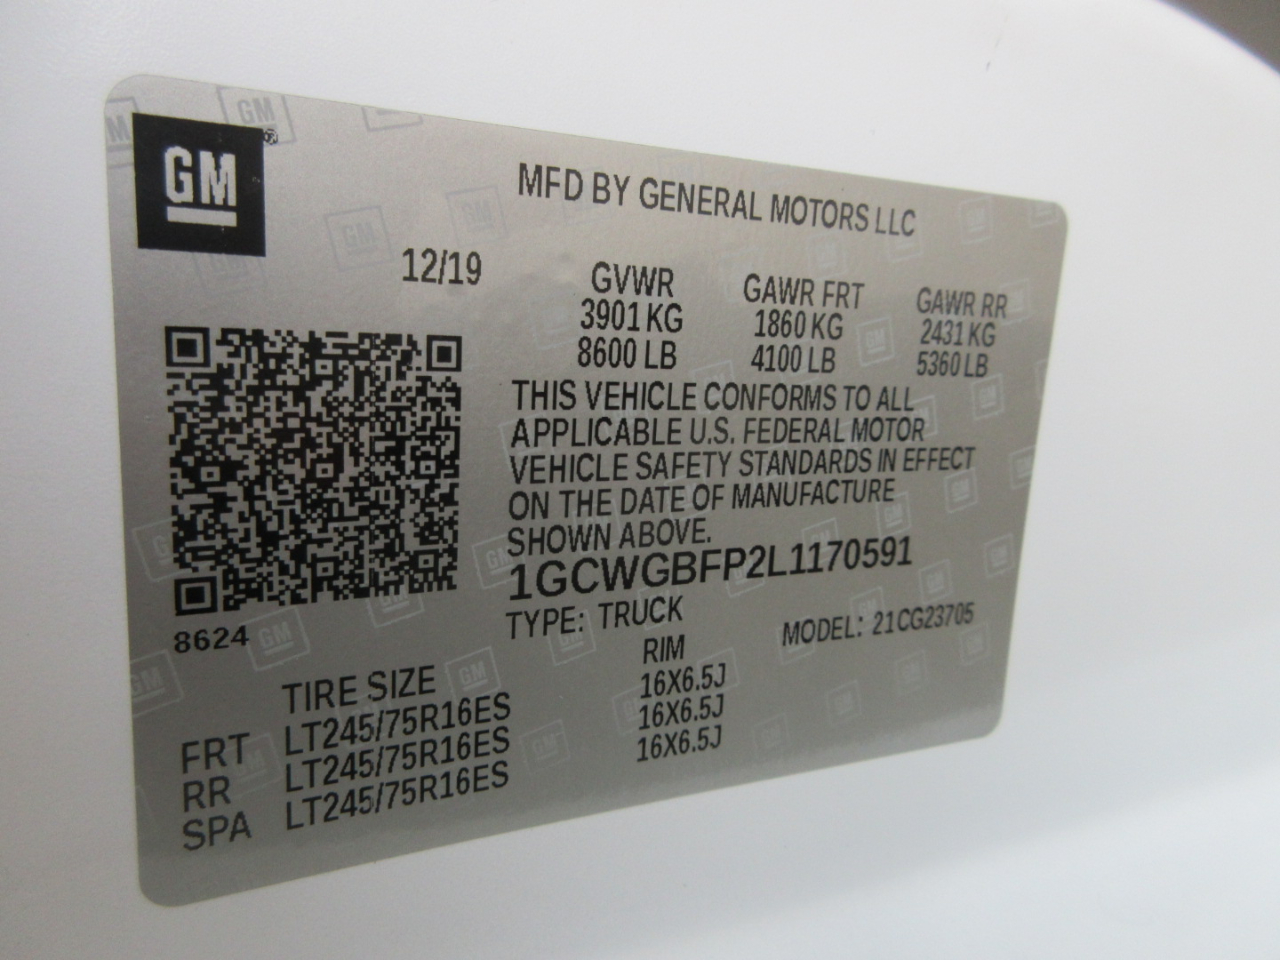 GM
MFD BY GENERAL MOTORS LLC
12/19 GVWR GAWR FRT GAWR RR
3901 KG 1860 KG 2431 KG
8600 LB 4100 LB 5360 LB
THIS VEHICLE CONFORMS TO ALL
APPLICABLE U.S. FEDERAL MOTOR
VEHICLE SAFETY STANDARDS IN EFFECT
ON THE DATE OF MANUFACTURE
SHOWN ABOVE.
1GCWGBFP2L1170591
TYPE: TRUCK MODEL: 21CG23705
8624
TIRE SIZE RIM
FRT LT245/75R16ES 16X6.5J
RR LT245/75R16ES 16X6.5J
SPA LT245/75R16ES 16X6.5J